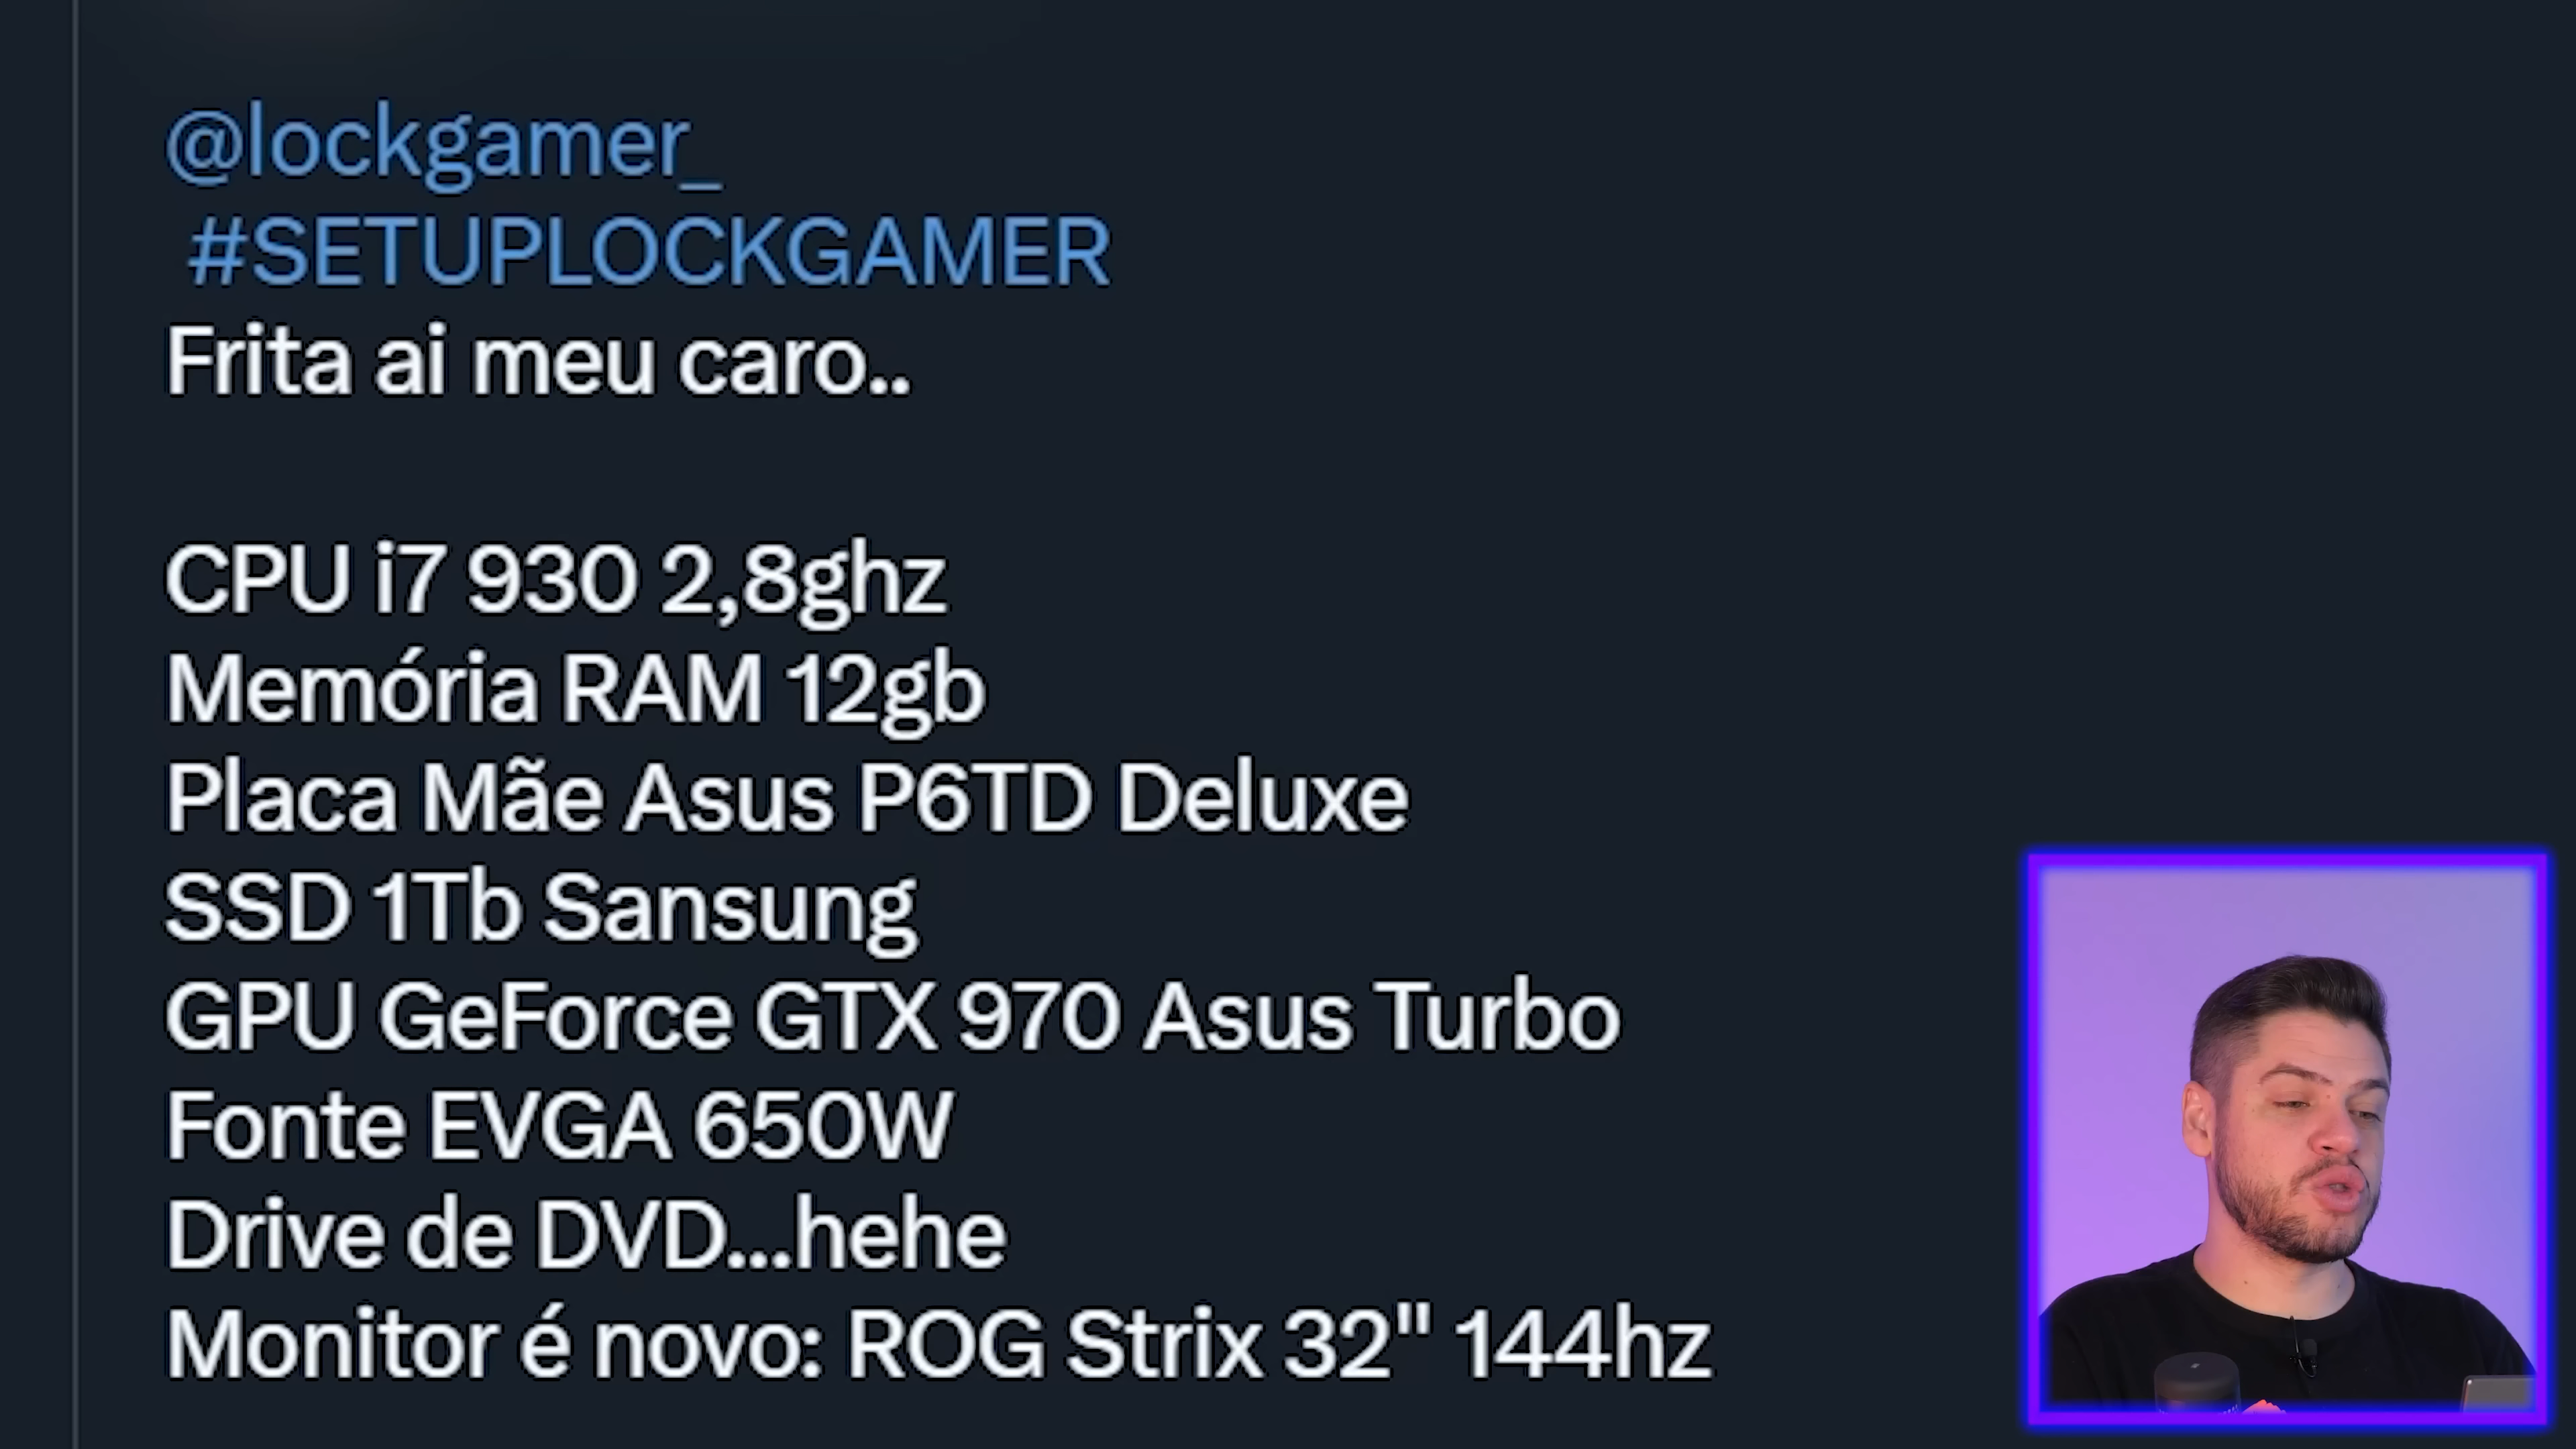 @lockgamer_
#SETUPLOCKGAMER
Frita ai meu caro..
CPU i7 930 2,8ghz
Memória RAM 12gb
Placa Mãe Asus P6TD Deluxe
SSD 1Tb Sansung
GPU GeForce GTX 970 Asus Turbo
Fonte EVGA 650W
Drive de DVD...hehe
Monitor é novo: ROG Strix 32" 144hz